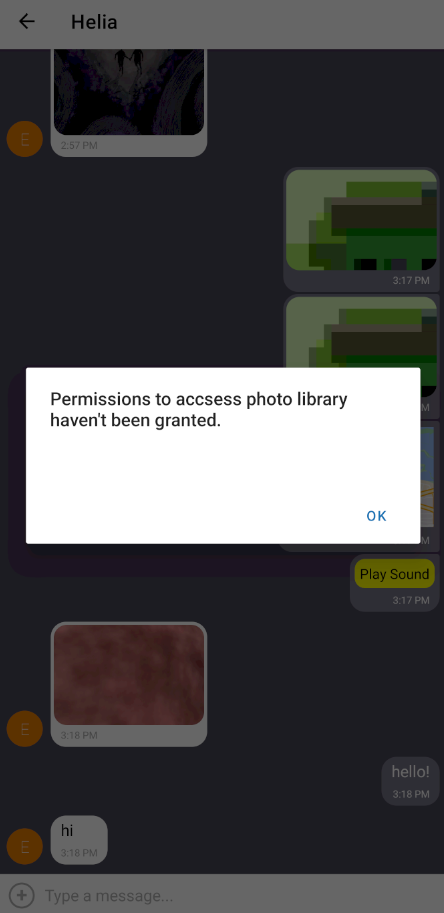 Helia
E
2:57 PM
3:17 PM
M
Permissions to accsess photo library
haven't been granted.
OK
M
Play Sound
3:17 PM
E
3:18 PM
hello!
3:18 PM
hi
E
3:18 PM
Type a message...